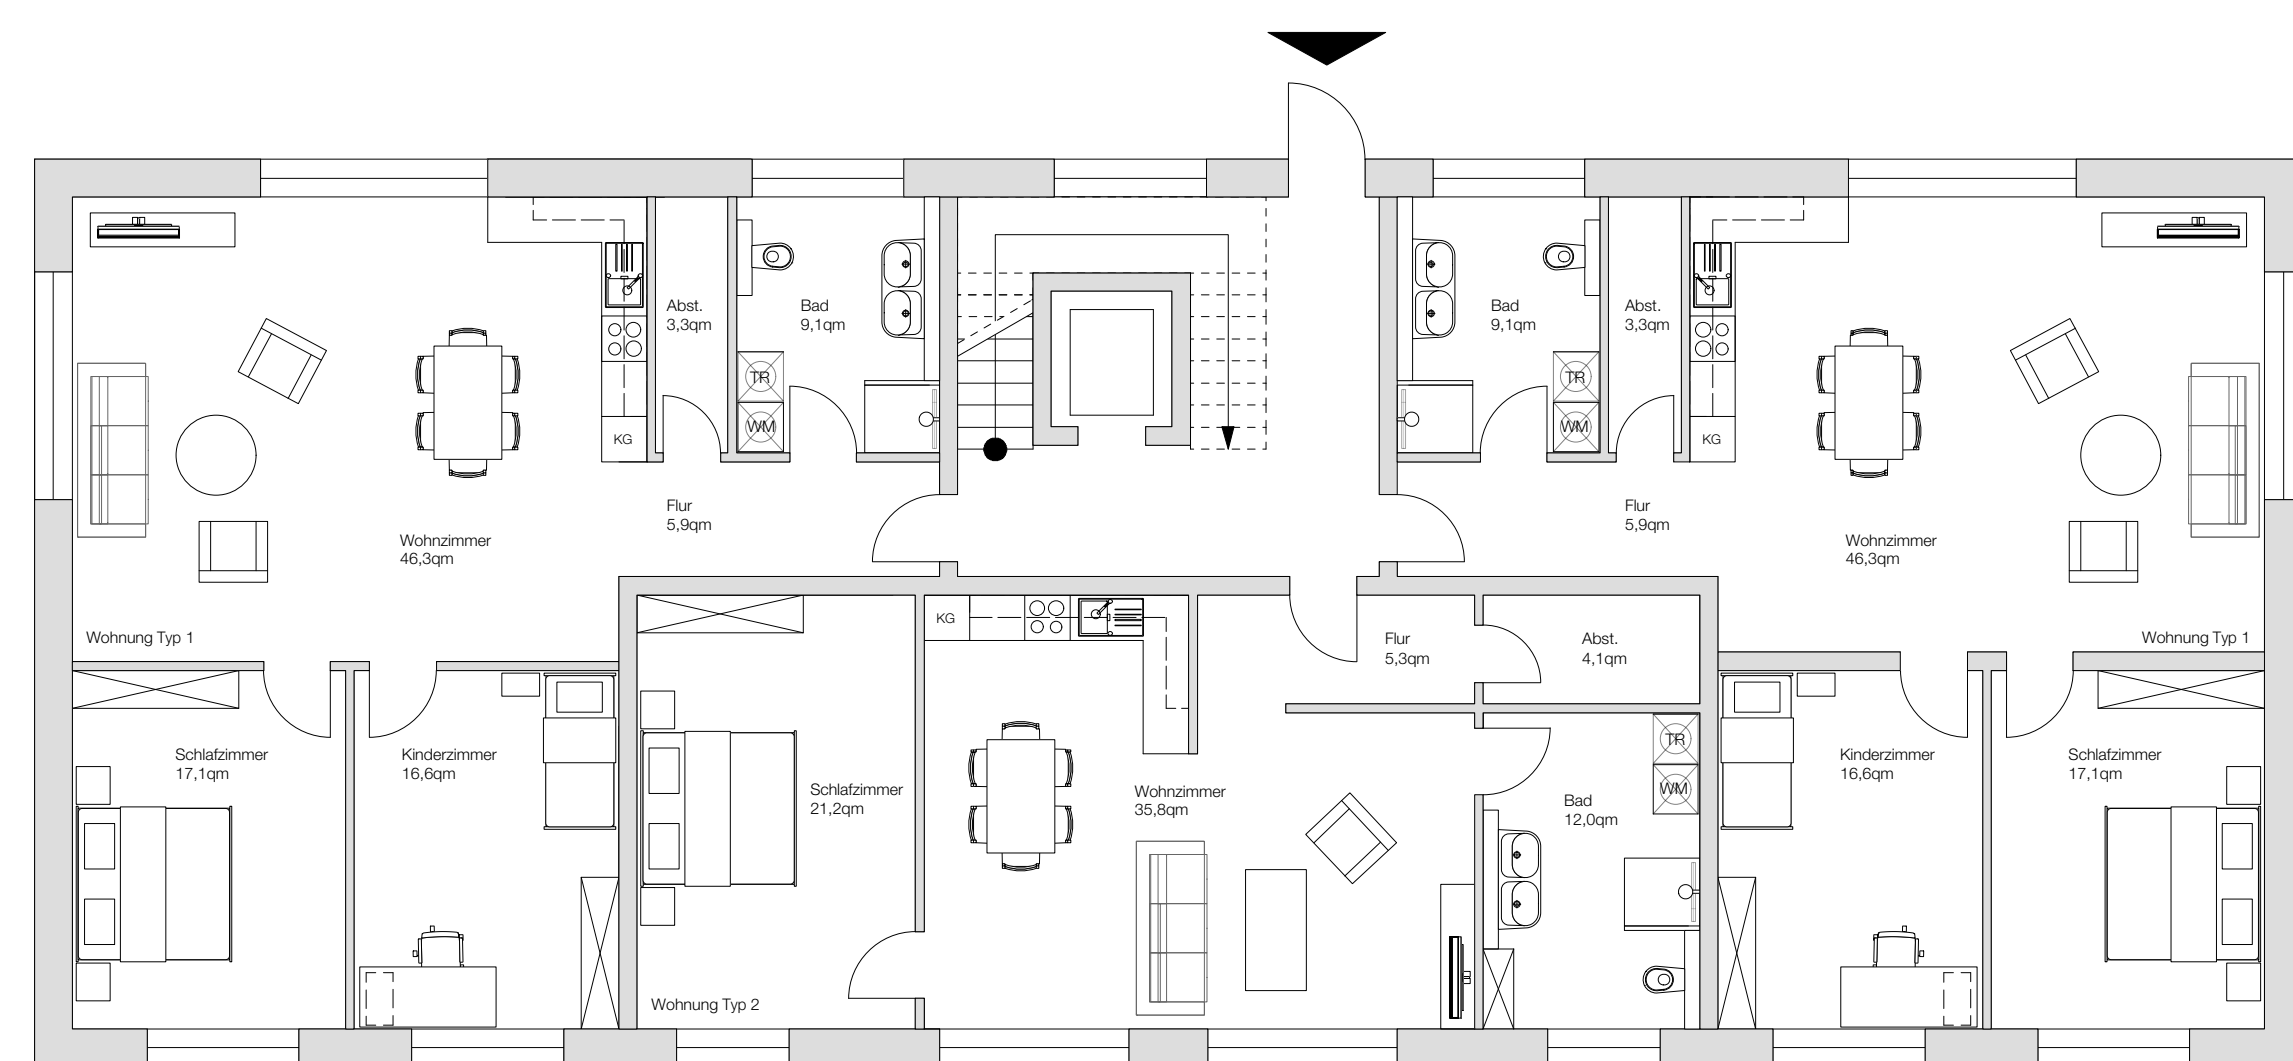 Abst.
3,3qm
Bad
9,1qm
TR
WM
KG
Flur
5,9qm
Wohnzimmer
46,3qm
Wohnung Typ 1
Bad
9,1qm
Abst.
3,3qm
TR
WM
KG
Flur
5,9qm
Wohnzimmer
46,3qm
Wohnung Typ 1
Schlafzimmer
17,1qm
Kinderzimmer
16,6qm
KG
Schlafzimmer
21,2qm
Wohnung Typ 2
Wohnzimmer
35,8qm
Flur
5,3qm
Abst.
4,1qm
TR
WM
Bad
12,0qm
Kinderzimmer
16,6qm
Schlafzimmer
17,1qm